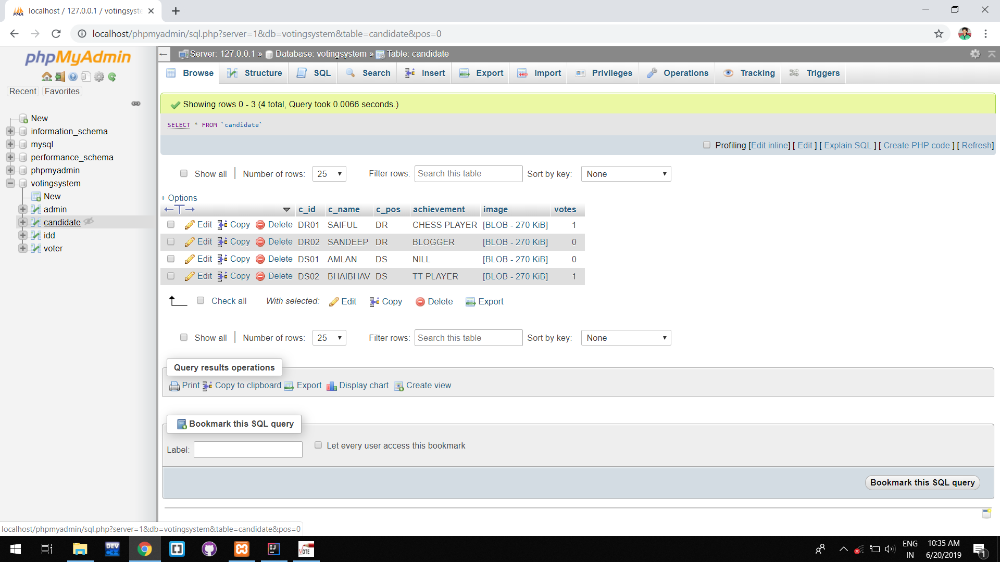 localhost / 127.0.0.1 / votingsyste
localhost/phpmyadmin/sql.php?server=1&db=votingsystem&table=candidate&pos=0
phpMyAdmin
Recent Favorites
New
information_schema
mysql
performance_schema
phpmyadmin
votingsystem
New
admin
candidate
idd
voter
Server: 127.0.0.1 » Database: votingsystem » Table: candidate
Browse Structure SQL Search Insert Export Import Privileges Operations Tracking Triggers
Showing rows 0 - 3 (4 total, Query took 0.0066 seconds.)
SELECT * FROM `candidate`
Profiling [Edit inline] [ Edit ] [ Explain SQL ] [ Create PHP code ] [ Refresh]
Show all Number of rows: 25 Filter rows: Search this table Sort by key: None
+ Options
c_id c_name c_pos achievement image votes
Edit Copy Delete DR01 SAIFUL DR CHESS PLAYER [BLOB - 270 KiB] 1
Edit Copy Delete DR02 SANDEEP DR BLOGGER [BLOB - 270 KiB] 0
Edit Copy Delete DS01 AMLAN DS NILL [BLOB - 270 KiB] 0
Edit Copy Delete DS02 BHAIBHAV DS TT PLAYER [BLOB - 270 KiB] 1
Check all With selected: Edit Copy Delete Export
Show all Number of rows: 25 Filter rows: Search this table Sort by key: None
Query results operations
Print Copy to clipboard Export Display chart Create view
Bookmark this SQL query
Label: Let every user access this bookmark
Bookmark this SQL query
localhost/phpmyadmin/sql.php?server=1&db=votingsystem&table=candidate&pos=0
DEV C++
IJ
VOTE
ENG
IN
10:35 AM
6/20/2019
1